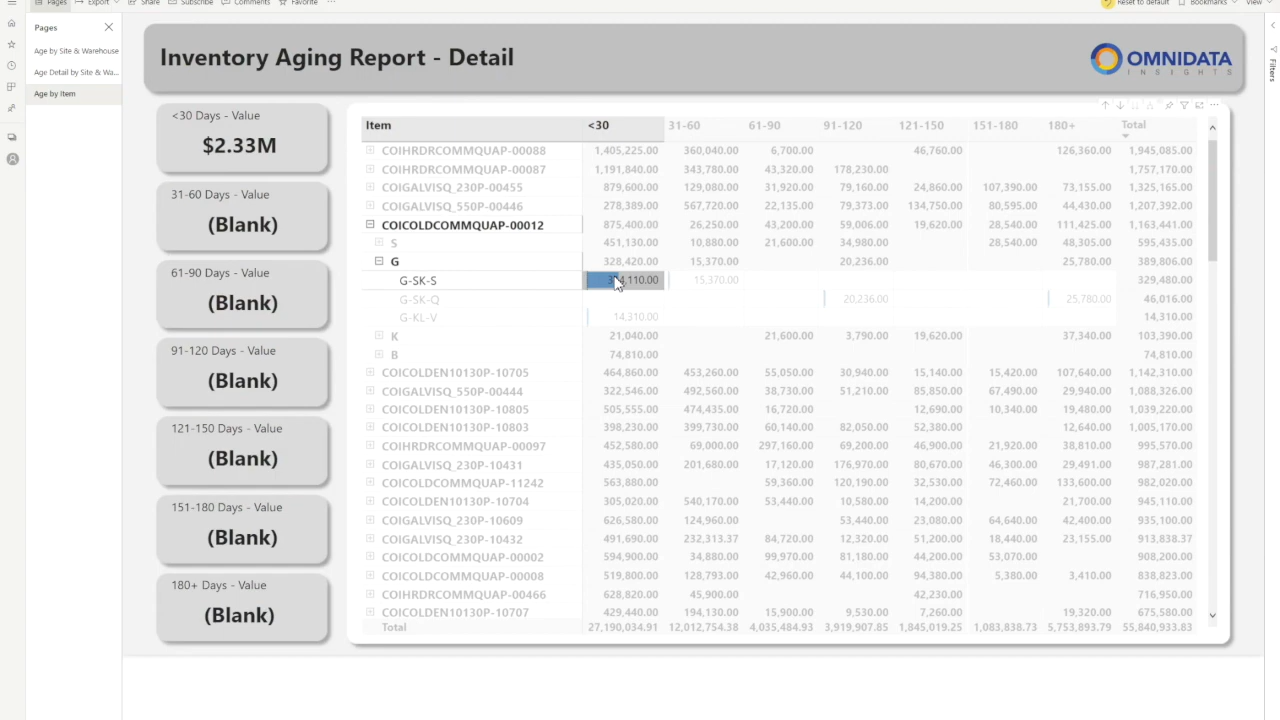 Pages Export Share Subscribe Comments Favorite ... Reset to default Bookmarks View
Pages
Age by Site & Warehouse
Age Detail by Site & Wa...
Age by Item
Inventory Aging Report - Detail
OMNIDATA
INSIGHTS
Filters
<30 Days - Value
$2.33M
31-60 Days - Value
(Blank)
61-90 Days - Value
(Blank)
91-120 Days - Value
(Blank)
121-150 Days - Value
(Blank)
151-180 Days - Value
(Blank)
180+ Days - Value
(Blank)
Item <30 31-60 61-90 91-120 121-150 151-180 180+ Total
COIHRDRCOMMQUAP-00088 1,405,225.00 360,040.00 6,700.00 46,760.00 126,360.00 1,945,085.00
COIHRDRCOMMQUAP-00087 1,191,840.00 343,780.00 43,320.00 178,230.00 1,757,170.00
COIGALVISQ_230P-00455 879,600.00 129,080.00 31,920.00 79,160.00 24,860.00 107,390.00 73,155.00 1,325,165.00
COIGALVISQ_550P-00446 278,389.00 567,720.00 22,135.00 79,373.00 134,750.00 80,595.00 44,430.00 1,207,392.00
COICOLDCOMMQUAP-00012 875,400.00 26,250.00 43,200.00 59,006.00 19,620.00 28,540.00 111,425.00 1,163,441.00
S 451,130.00 10,880.00 21,600.00 34,980.00 28,540.00 48,305.00 595,435.00
G 328,420.00 15,370.00 20,236.00 25,780.00 389,806.00
G-SK-S 15,370.00 329,480.00
G-SK-Q 20,236.00 25,780.00 46,016.00
G-KL-V 14,310.00 14,310.00
K 21,040.00 21,600.00 3,790.00 19,620.00 37,340.00 103,390.00
B 74,810.00 74,810.00
COICOLDEN10130P-10705 464,860.00 453,260.00 55,050.00 30,940.00 15,140.00 15,420.00 107,640.00 1,142,310.00
COIGALVISQ_550P-00444 322,546.00 492,560.00 38,730.00 51,210.00 85,850.00 67,490.00 29,940.00 1,088,326.00
COICOLDEN10130P-10805 505,555.00 474,435.00 16,720.00 12,690.00 10,340.00 19,480.00 1,039,220.00
COICOLDEN10130P-10803 398,230.00 399,730.00 60,140.00 82,050.00 52,380.00 12,640.00 1,005,170.00
COIHRDRCOMMQUAP-00097 452,580.00 69,000.00 297,160.00 69,200.00 46,900.00 21,920.00 38,810.00 995,570.00
COIGALVISQ_230P-10431 435,050.00 201,680.00 17,120.00 176,970.00 80,670.00 46,300.00 29,491.00 987,281.00
COICOLDCOMMQUAP-11242 563,880.00 59,360.00 120,190.00 32,530.00 72,460.00 133,600.00 982,020.00
COICOLDEN10130P-10704 305,020.00 540,170.00 53,440.00 10,580.00 14,200.00 21,700.00 945,110.00
COIGALVISQ_230P-10609 626,580.00 124,960.00 53,440.00 23,080.00 64,640.00 42,400.00 935,100.00
COIGALVISQ_230P-10432 491,690.00 232,313.37 84,720.00 12,320.00 51,200.00 18,440.00 23,155.00 913,838.37
COICOLDCOMMQUAP-00002 594,900.00 34,880.00 99,970.00 81,180.00 44,200.00 53,070.00 908,200.00
COICOLDCOMMQUAP-00008 519,800.00 128,793.00 42,960.00 44,100.00 94,380.00 5,380.00 3,410.00 838,823.00
COIHRDRCOMMQUAP-00466 628,820.00 45,900.00 42,230.00 716,950.00
COICOLDEN10130P-10707 429,440.00 194,130.00 15,900.00 9,530.00 7,260.00 19,320.00 675,580.00
Total 27,190,034.91 12,012,754.38 4,035,484.93 3,919,907.85 1,845,019.25 1,083,838.73 5,753,893.79 55,840,933.83